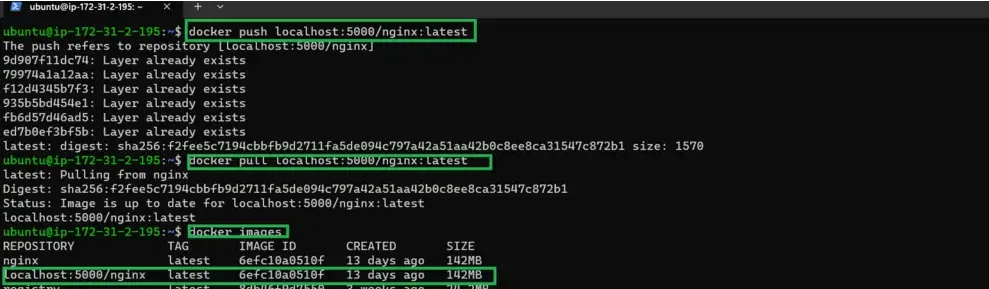 ubuntu@ip-172-31-2-195: ~
ubuntu@ip-172-31-2-195:~$ docker push localhost:5000/nginx:latest
The push refers to repository [localhost:5000/nginx]
9d907f11dc74: Layer already exists
79974a1a12aa: Layer already exists
f12d4345b7f3: Layer already exists
935b5bd454e1: Layer already exists
fb6d57d46ad5: Layer already exists
ed7b0ef3bf5b: Layer already exists
latest: digest: sha256:f2fee5c7194cbbfb9d2711fa5de094c797a42a51aa42b0c8ee8ca31547c872b1 size: 1570
ubuntu@ip-172-31-2-195:~$ docker pull localhost:5000/nginx:latest
latest: Pulling from nginx
Digest: sha256:f2fee5c7194cbbfb9d2711fa5de094c797a42a51aa42b0c8ee8ca31547c872b1
Status: Image is up to date for localhost:5000/nginx:latest
localhost:5000/nginx:latest
ubuntu@ip-172-31-2-195:~$ docker images
REPOSITORY TAG IMAGE ID CREATED SIZE
nginx latest 6efc10a0510f 13 days ago 142MB
localhost:5000/nginx latest 6efc10a0510f 13 days ago 142MB
registry latest 3 weeks ago